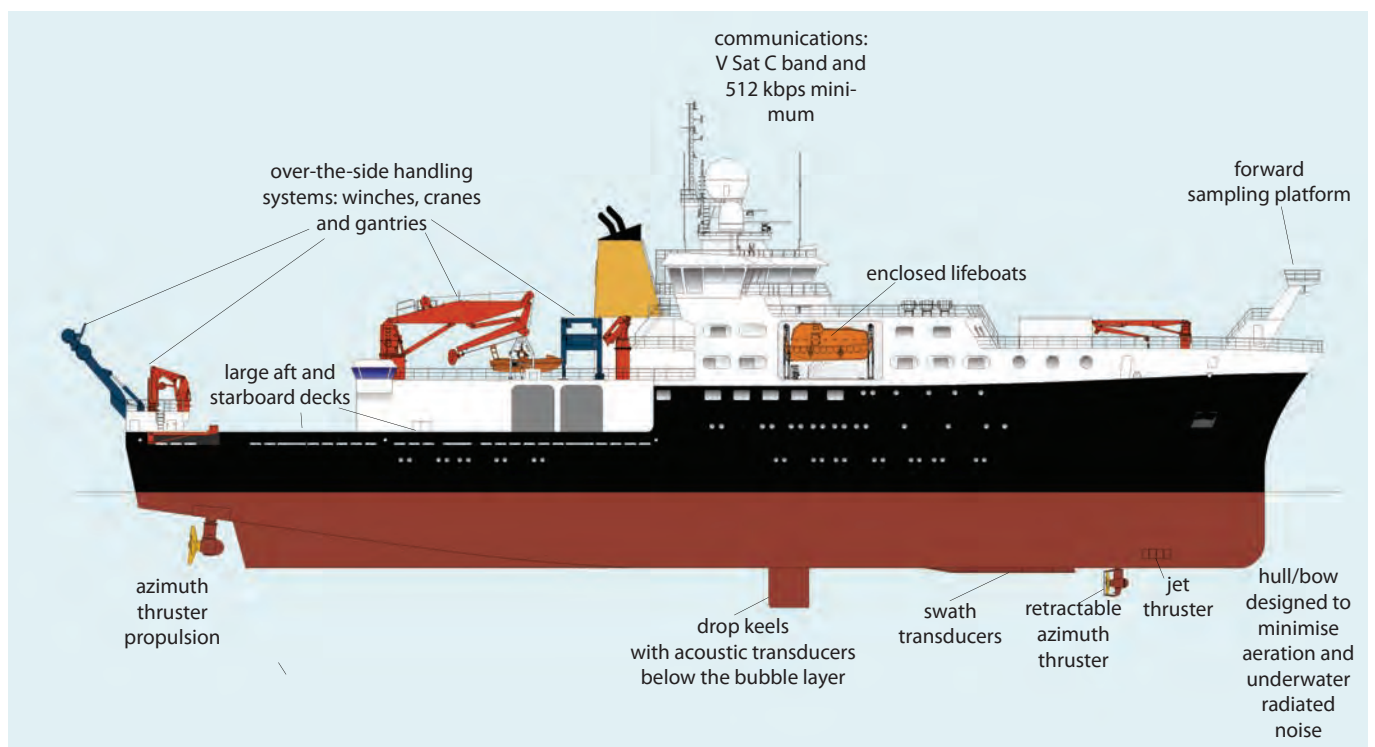 communications:
V Sat C band and
512 kbps mini-
mum
over-the-side handling
systems: winches, cranes
and gantries
forward
sampling platform
enclosed lifeboats
large aft and
starboard decks
azimuth
thruster
propulsion
drop keels
with acoustic transducers
below the bubble layer
swath
transducers
retractable
azimuth
thruster
jet
thruster
hull/bow
designed to
minimise
aeration and
underwater
radiated
noise